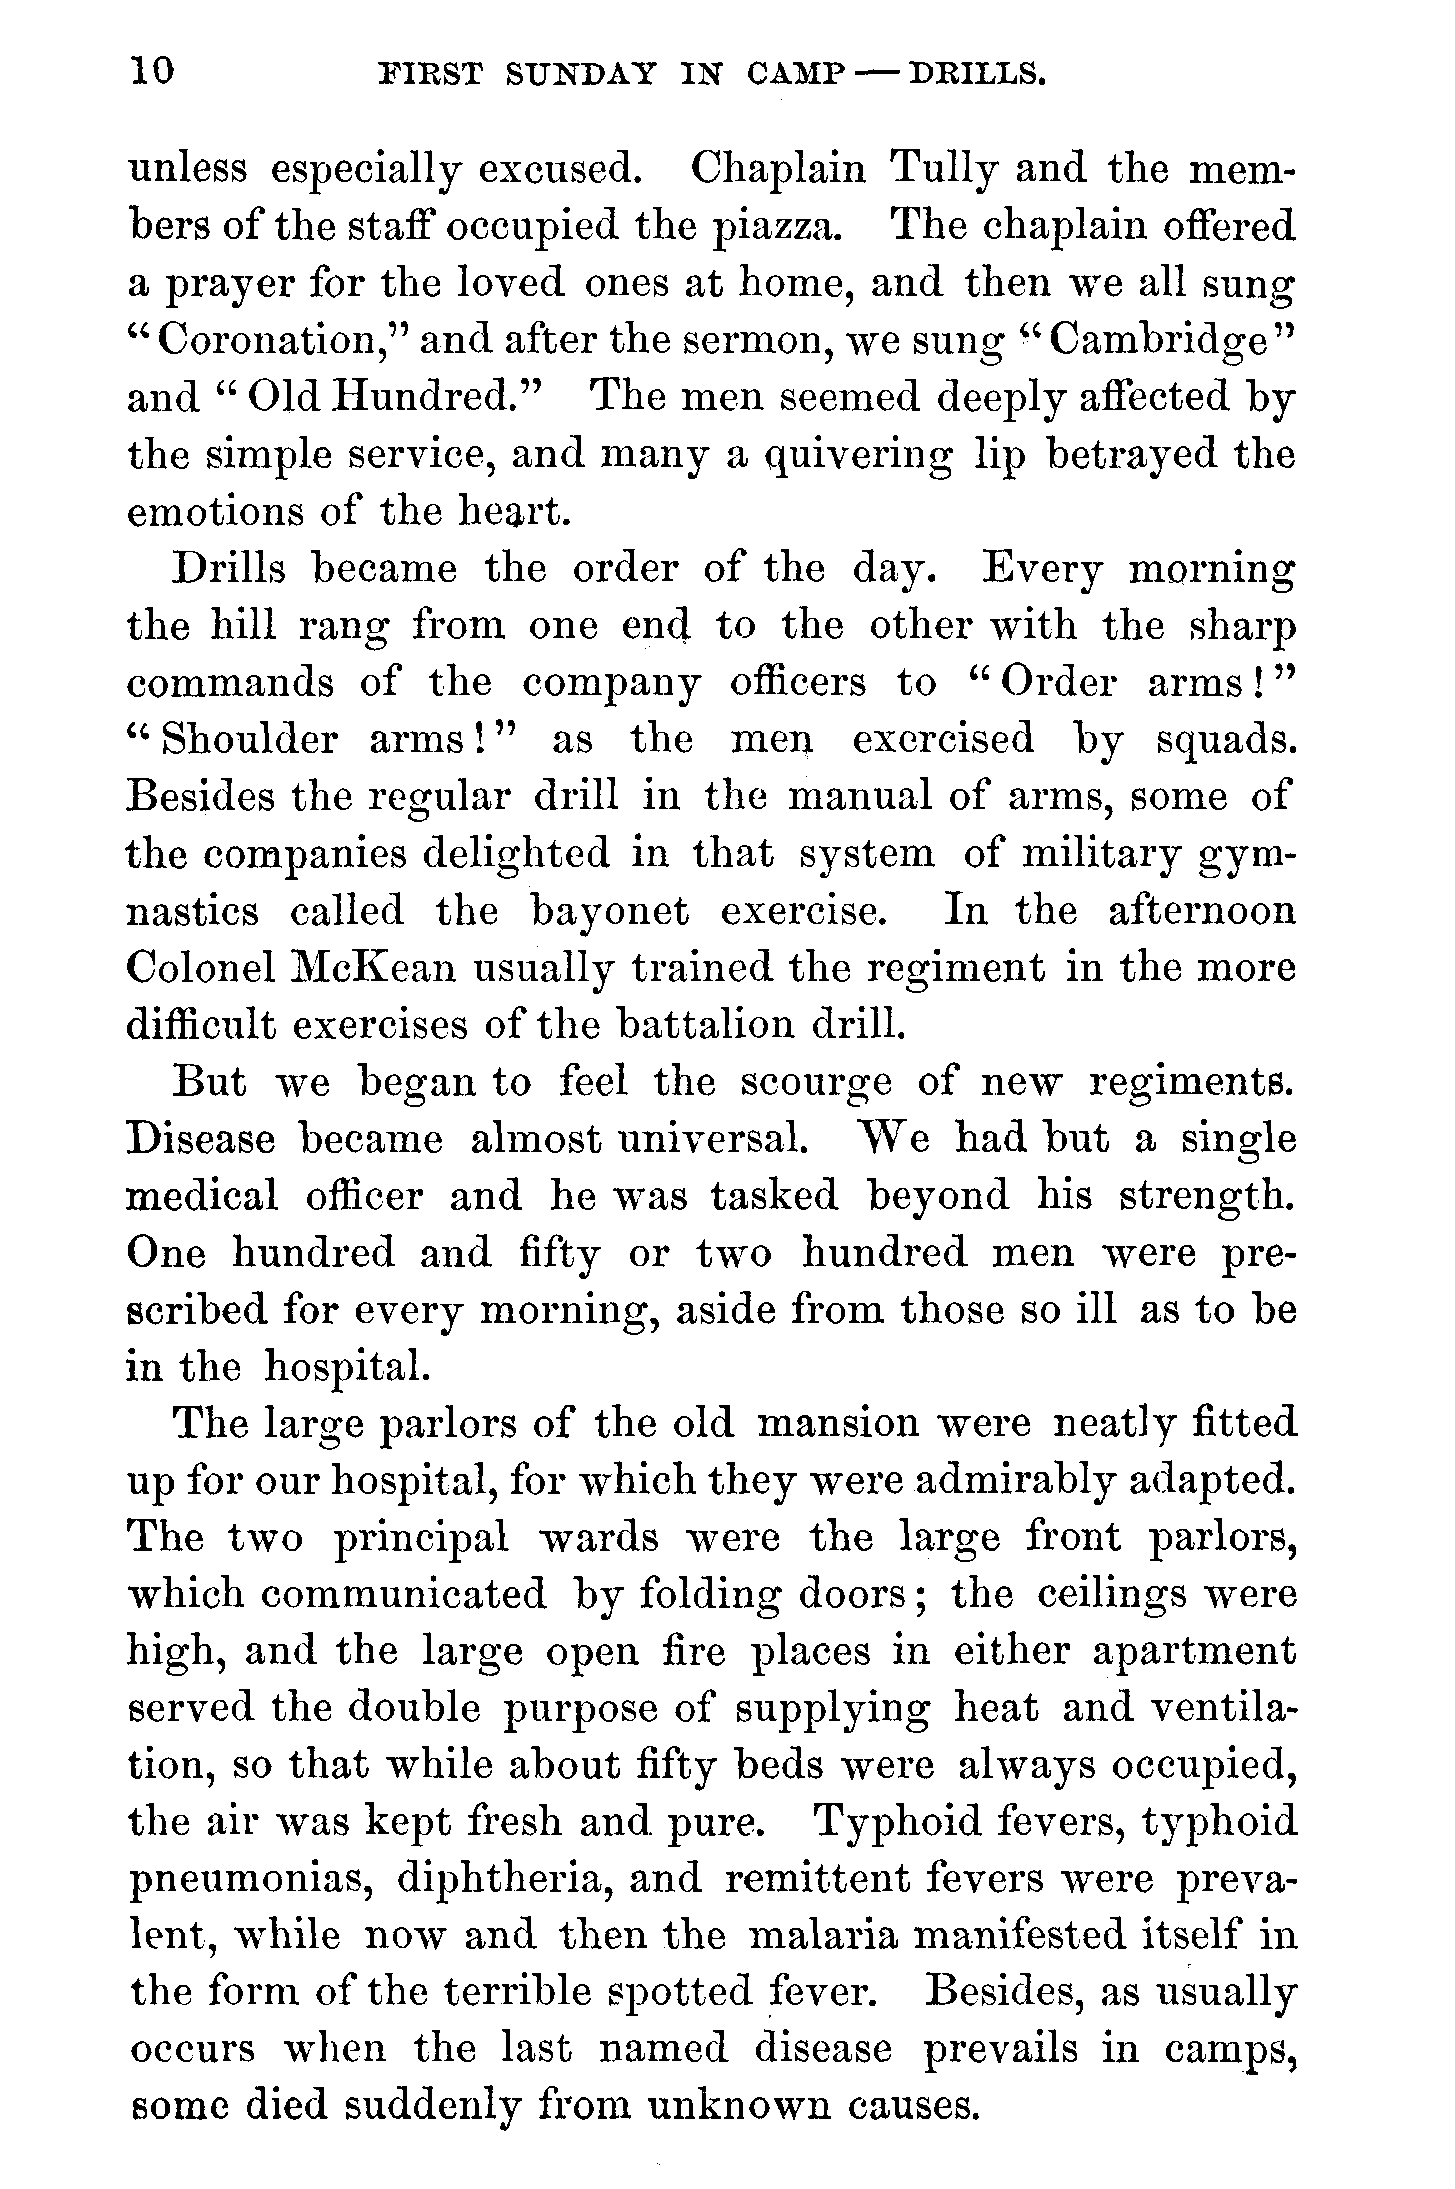 10 FIRST SUNDAY IN CAMP — DRILLS.
unless especially excused. Chaplain Tully and the mem-
bers of the staff occupied the piazza. The chaplain offered
a prayer for the loved ones at home, and then we all sung
“Coronation,” and after the sermon, we sung “Cambridge”
and “Old Hundred.” The men seemed deeply affected by
the simple service, and many a quivering lip betrayed the
emotions of the heart.
Drills became the order of the day. Every morning
the hill rang from one end to the other with the sharp
commands of the company officers to “Order arms!”
“Shoulder arms!” as the men exercised by squads.
Besides the regular drill in the manual of arms, some of
the companies delighted in that system of military gym-
nastics called the bayonet exercise. In the afternoon
Colonel McKean usually trained the regiment in the more
difficult exercises of the battalion drill.
But we began to feel the scourge of new regiments.
Disease became almost universal. We had but a single
medical officer and he was tasked beyond his strength.
One hundred and fifty or two hundred men were pre-
scribed for every morning, aside from those so ill as to be
in the hospital.
The large parlors of the old mansion were neatly fitted
up for our hospital, for which they were admirably adapted.
The two principal wards were the large front parlors,
which communicated by folding doors; the ceilings were
high, and the large open fire places in either apartment
served the double purpose of supplying heat and ventila-
tion, so that while about fifty beds were always occupied,
the air was kept fresh and pure. Typhoid fevers, typhoid
pneumonias, diphtheria, and remittent fevers were preva-
lent, while now and then the malaria manifested itself in
the form of the terrible spotted fever. Besides, as usually
occurs when the last named disease prevails in camps,
some died suddenly from unknown causes.